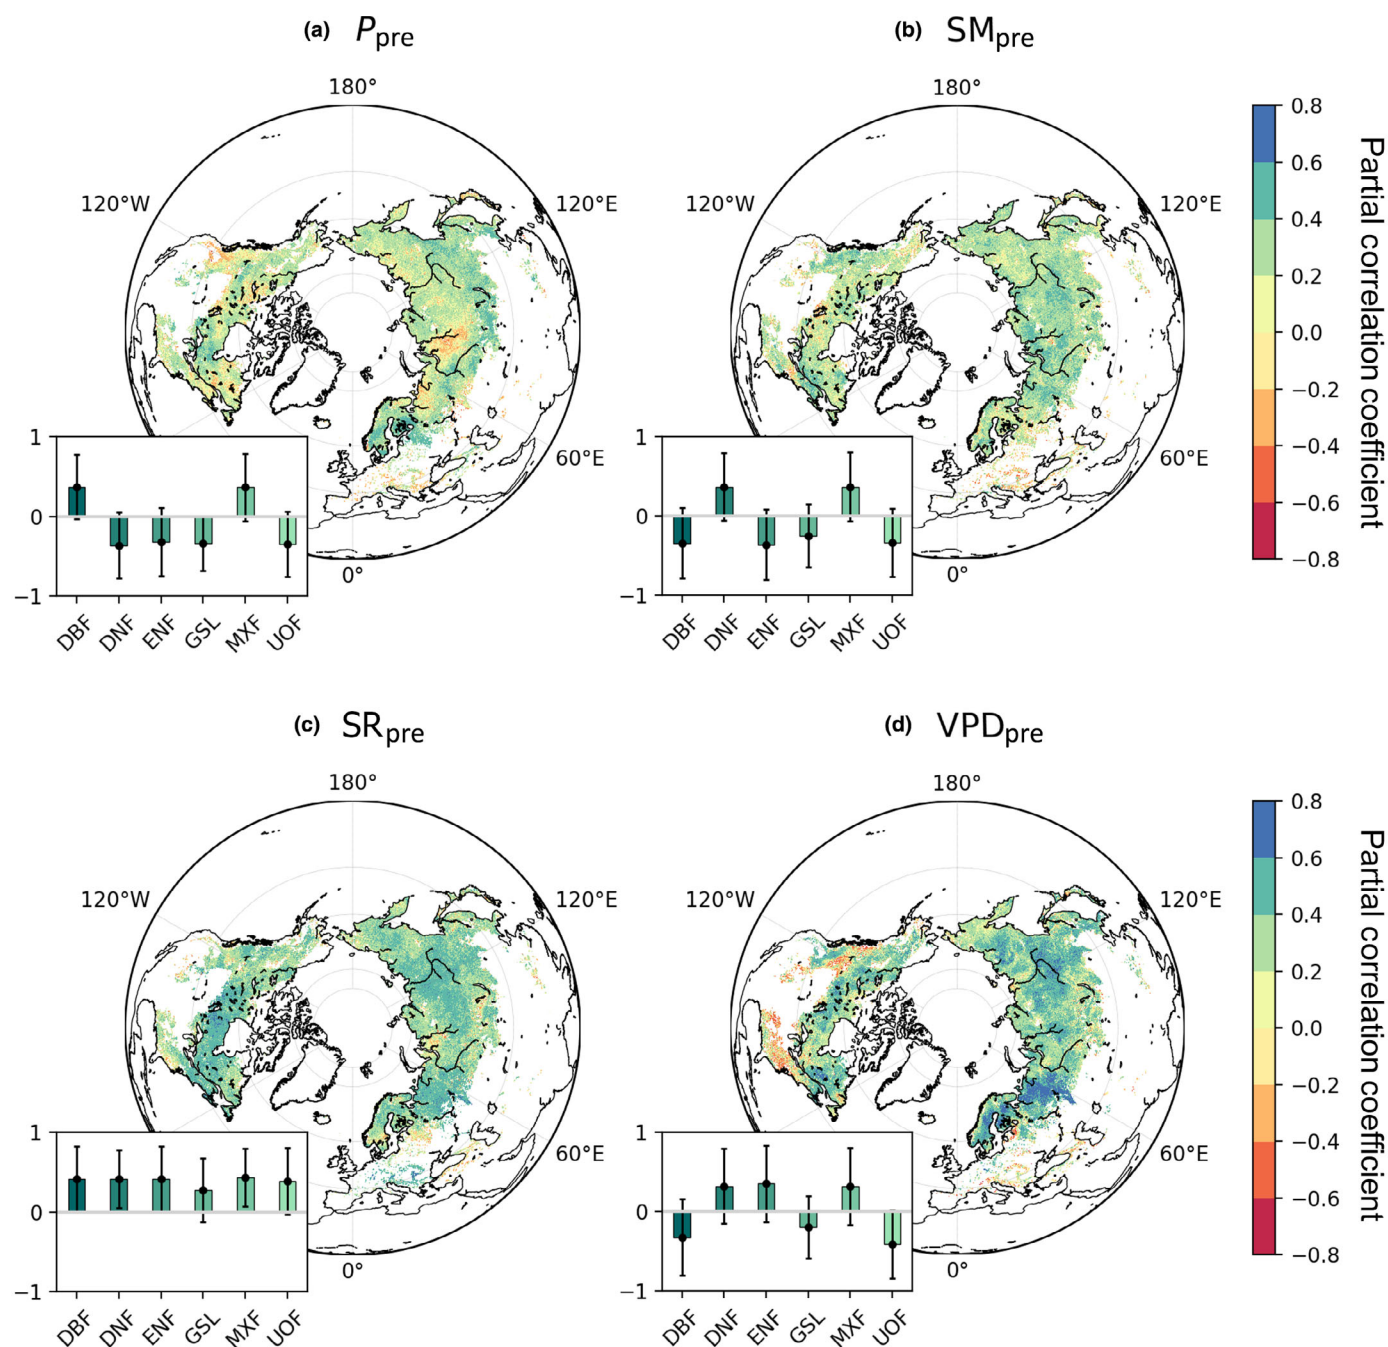 (a) Ppre
(b) SMpre
180°
180°
120°W
120°E
120°W
120°E
60°E
60°E
0°
0°
1
0
−1
DBF
DNF
ENF
GSL
MXF
UOF
1
0
−1
DBF
DNF
ENF
GSL
MXF
UOF
0.8
0.6
0.4
0.2
0.0
−0.2
−0.4
−0.6
−0.8
Partial correlation coefficient
(c) SRpre
(d) VPDpre
180°
180°
120°W
120°E
120°W
120°E
60°E
60°E
0°
0°
1
0
−1
DBF
DNF
ENF
GSL
MXF
UOF
1
0
−1
DBF
DNF
ENF
GSL
MXF
UOF
0.8
0.6
0.4
0.2
0.0
−0.2
−0.4
−0.6
−0.8
Partial correlation coefficient